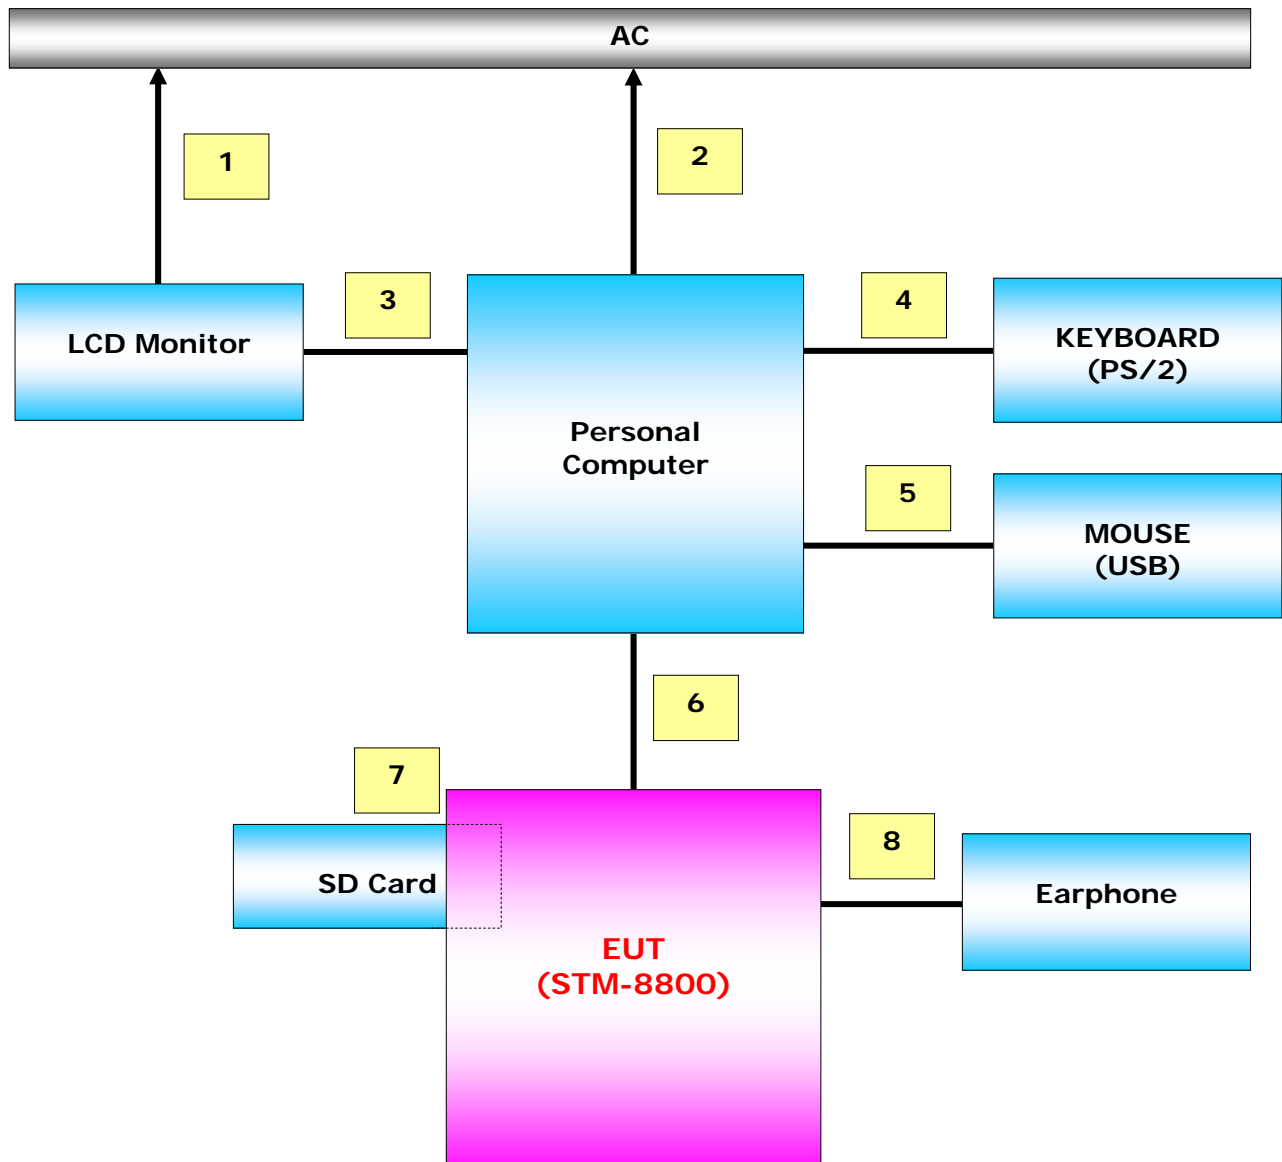 AC
1
2
3
4
LCD Monitor
KEYBOARD
(PS/2)
Personal
Computer
5
MOUSE
(USB)
6
7
8
SD Card
Earphone
EUT
(STM-8800)